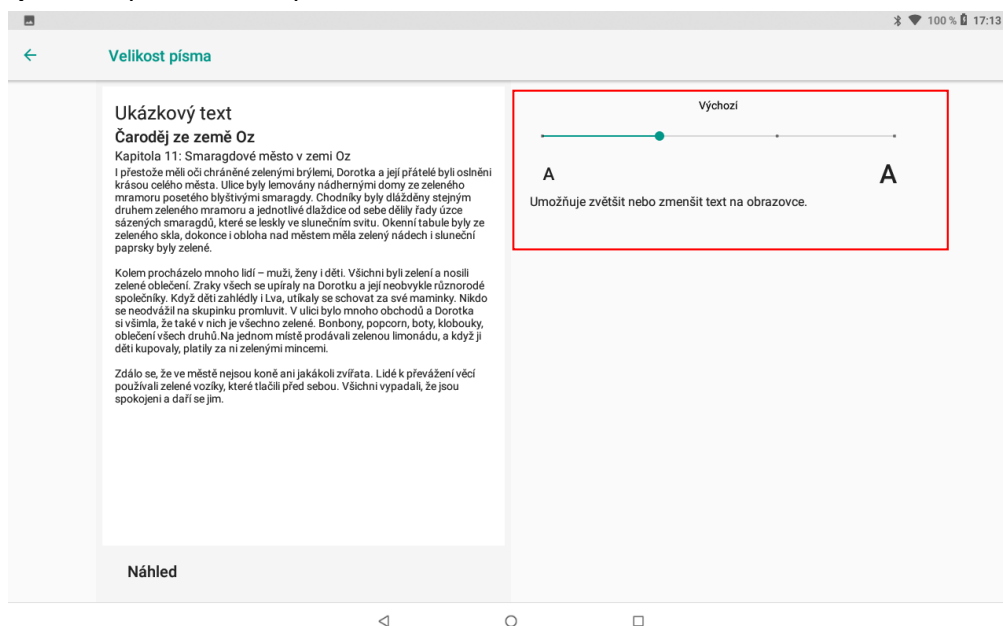 100 % 17:13
Velikost písma
Ukázkový text
Čaroděj ze země Oz
Kapitola 11: Smaragdové město v zemi Oz
I přestože měli oči chráněné zelenými brýlemi, Dorotka a její přátelé byli oslněni
krásou celého města. Ulice byly lemovány nádhernými domy ze zeleného
mramoru posetého blyštivými smaragdy. Chodníky byly dlážděny stejným
druhem zeleného mramoru a jednotlivé dlaždice od sebe dělily řady úzce
sázených smaragdů, které se leskly ve slunečním svitu. Okenní tabule byly ze
zeleného skla, dokonce i obloha nad městem měla zelený nádech i sluneční
paprsky byly zelené.
Kolem procházelo mnoho lidí – muži, ženy i děti. Všichni byli zelení a nosili
zelené oblečení. Zraky všech se upíraly na Dorotku a její neobvykle různorodé
společníky. Když děti zahlédly i Lva, utíkaly se schovat za své maminky. Nikdo
se neodvážil na skupinku promluvit. V ulici bylo mnoho obchodů a Dorotka
si všimla, že také v nich je všechno zelené. Bonbony, popcorn, boty, klobouky,
oblečení všech druhů.Na jednom místě prodávali zelenou limonádu, a když ji
děti kupovaly, platily za ni zelenými mincemi.
Zdálo se, že ve městě nejsou koně ani jakákoli zvířata. Lidé k převážení věcí
používali zelené vozíky, které tlačili před sebou. Všichni vypadali, že jsou
spokojeni a daří se jim.
Náhled
Výchozí
A A
Umožňuje zvětšit nebo zmenšit text na obrazovce.